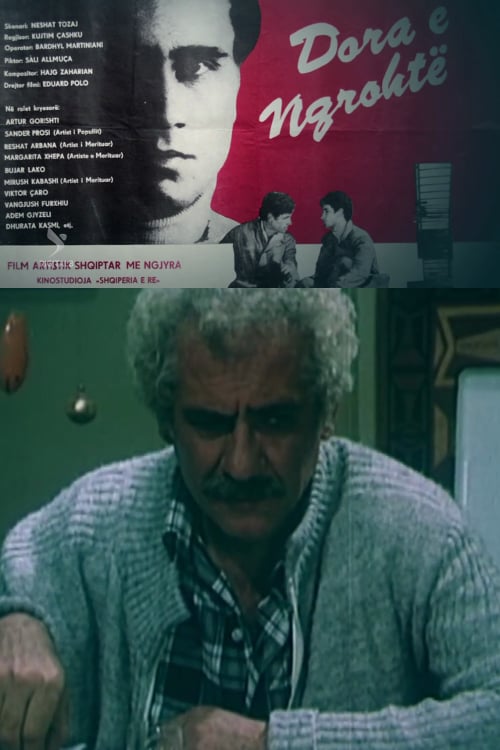 Skenari: NESHAT TOZAJ
Regjisor: KUJTIM ÇASHKU
Operator: BARDHYL MARTINIANI
Piktor: SALI ALLMUÇA
Kompozitor: HAJG ZAHARIAN
Drejtor filmi: EDUARD POLO
Në rolet kryesorë:
ARTUR GORISHTI
SANDER PROSI (Artist i Popullit)
RESHAT ARBANA (Artist i Merituar)
MARGARITA XHEPA (Artiste e Merituar)
BUJAR LAKO
MIRUSH KABASHI (Artist i Merituar)
VIKTOR ÇARO
VANGJUSH FURXHIU
ADEM GJYZELI
DHURATA KASMI, etj.
Dora e
Ngrohtë
FILM ARTISTIK SHQIPTAR ME NGJYRA
KINOSTUDIOJA «SHQIPERIA E RE»